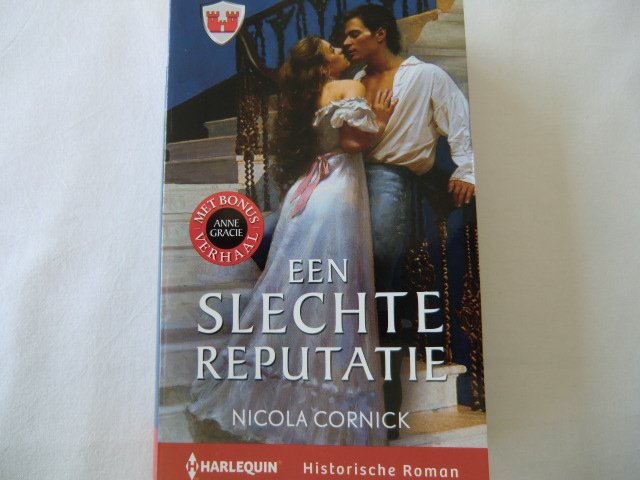 MET BONUS
ANNE
GRACIE
VERHAAL
EEN
SLECHTE
REPUTATIE
NICOLA CORNICK
HARLEQUIN Historische Roman